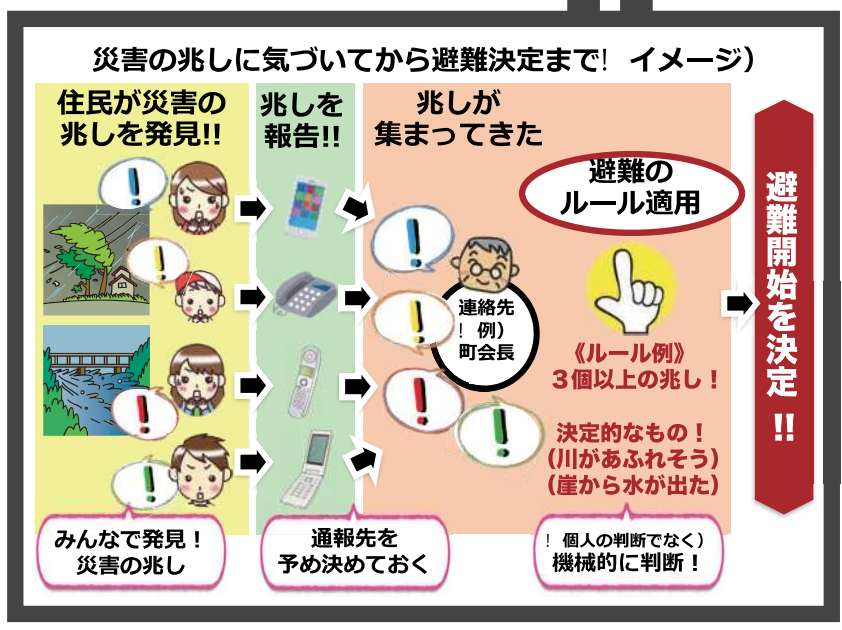 災害の兆しに気づいてから避難決定まで! イメージ）
住民が災害の
兆しを発見!!
兆しを
報告!!
兆しが
集まってきた
避難の
ルール適用
!
!
!
!
!
!
!
!
連絡先
! 例）
町会長
《ルール例》
３個以上の兆し！
決定的なもの！
（川があふれそう）
（崖から水が出た）
避難開始を決定!!
みんなで発見！
災害の兆し
通報先を
予め決めておく
! 個人の判断でなく）
機械的に判断！